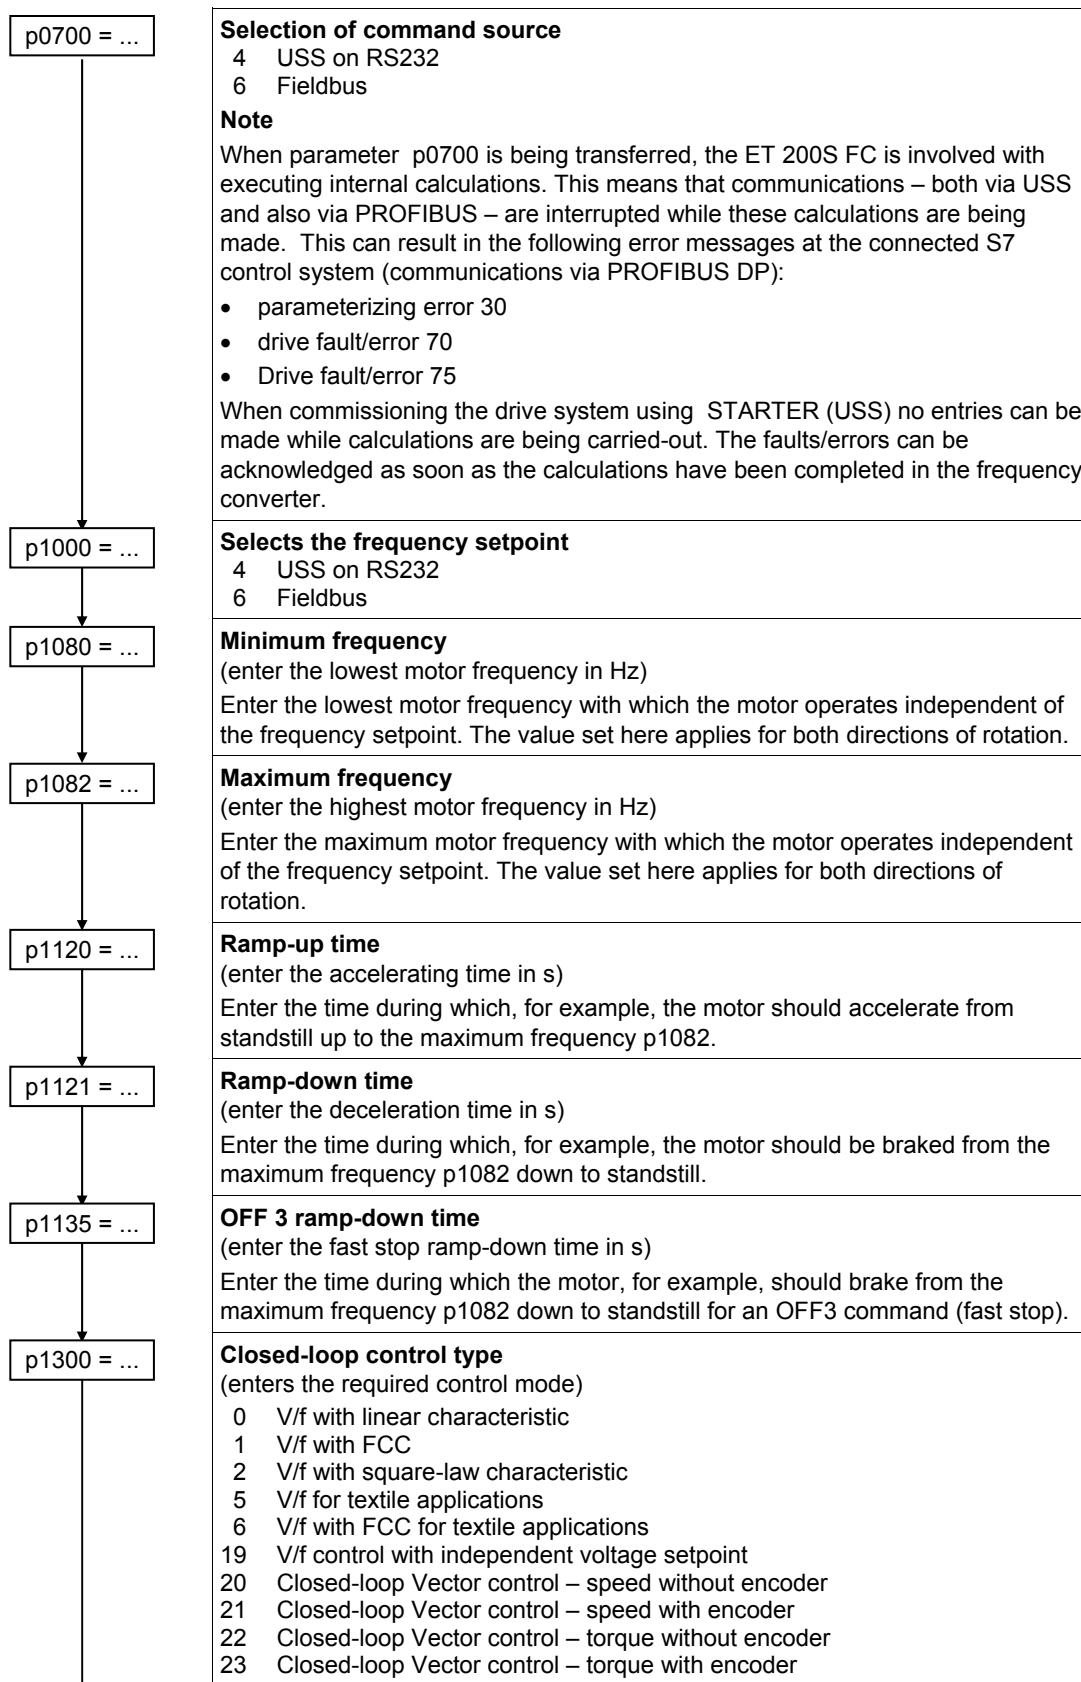 p0700 = ...
Selection of command source
4 USS on RS232
6 Fieldbus
Note
When parameter p0700 is being transferred, the ET 200S FC is involved with
executing internal calculations. This means that communications – both via USS
and also via PROFIBUS – are interrupted while these calculations are being
made. This can result in the following error messages at the connected S7
control system (communications via PROFIBUS DP):
• parameterizing error 30
• drive fault/error 70
• Drive fault/error 75
When commissioning the drive system using STARTER (USS) no entries can be
made while calculations are being carried-out. The faults/errors can be
acknowledged as soon as the calculations have been completed in the frequency
converter.
p1000 = ...
Selects the frequency setpoint
4 USS on RS232
6 Fieldbus
p1080 = ...
Minimum frequency
(enter the lowest motor frequency in Hz)
Enter the lowest motor frequency with which the motor operates independent of
the frequency setpoint. The value set here applies for both directions of rotation.
p1082 = ...
Maximum frequency
(enter the highest motor frequency in Hz)
Enter the maximum motor frequency with which the motor operates independent
of the frequency setpoint. The value set here applies for both directions of
rotation.
p1120 = ...
Ramp-up time
(enter the accelerating time in s)
Enter the time during which, for example, the motor should accelerate from
standstill up to the maximum frequency p1082.
p1121 = ...
Ramp-down time
(enter the deceleration time in s)
Enter the time during which, for example, the motor should be braked from the
maximum frequency p1082 down to standstill.
p1135 = ...
OFF 3 ramp-down time
(enter the fast stop ramp-down time in s)
Enter the time during which the motor, for example, should brake from the
maximum frequency p1082 down to standstill for an OFF3 command (fast stop).
p1300 = ...
Closed-loop control type
(enters the required control mode)
0 V/f with linear characteristic
1 V/f with FCC
2 V/f with square-law characteristic
5 V/f for textile applications
6 V/f with FCC for textile applications
19 V/f control with independent voltage setpoint
20 Closed-loop Vector control – speed without encoder
21 Closed-loop Vector control – speed with encoder
22 Closed-loop Vector control – torque without encoder
23 Closed-loop Vector control – torque with encoder